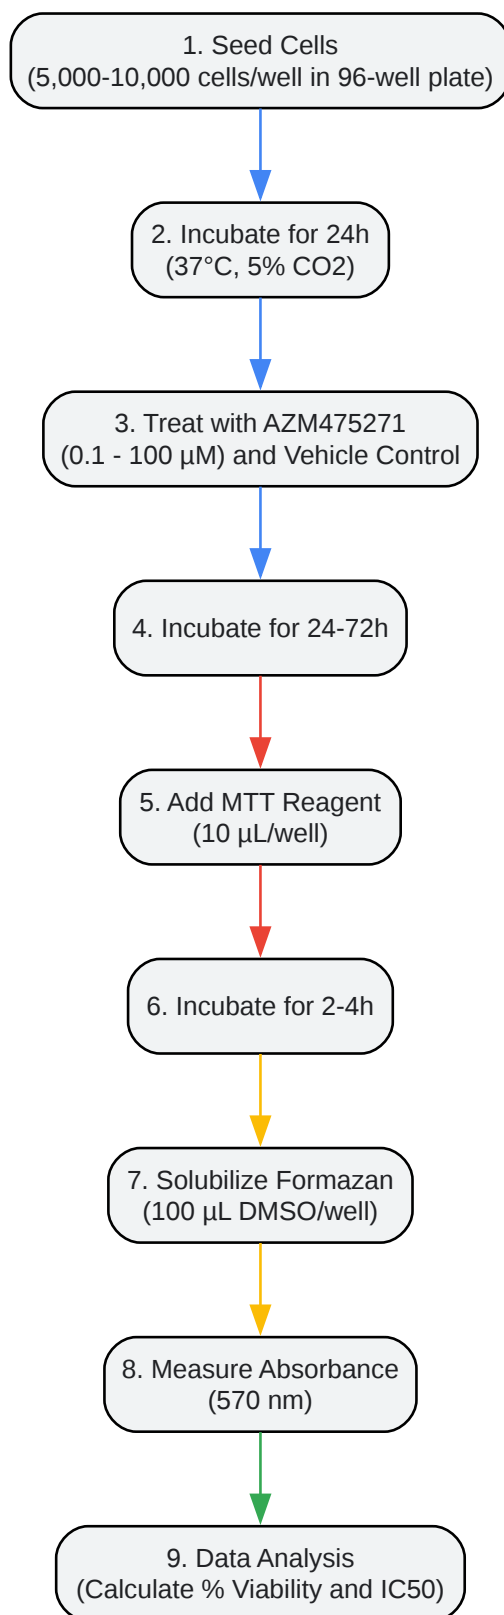 1. Seed Cells
(5,000-10,000 cells/well in 96-well plate)
2. Incubate for 24h
(37°C, 5% CO2)
3. Treat with AZM475271
(0.1 - 100 µM) and Vehicle Control
4. Incubate for 24-72h
5. Add MTT Reagent
(10 µL/well)
6. Incubate for 2-4h
7. Solubilize Formazan
(100 µL DMSO/well)
8. Measure Absorbance
(570 nm)
9. Data Analysis
(Calculate % Viability and IC50)